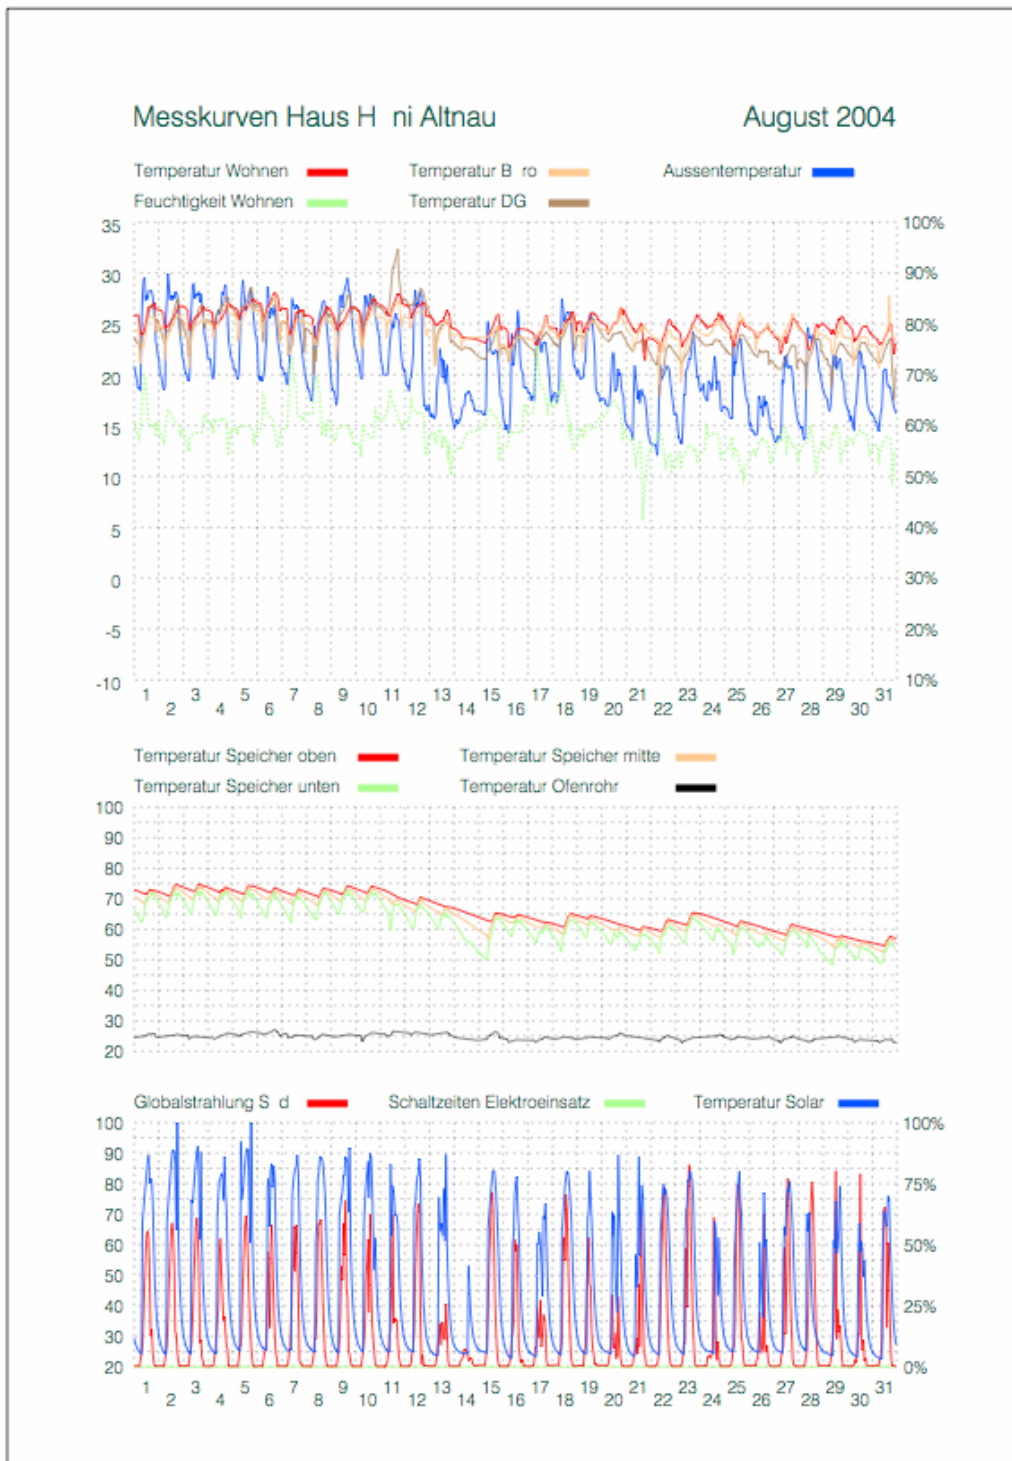 Messkurven Haus H ni Altnau August 2004
Temperatur Wohnen Temperatur B ro Aussentemperatur
Feuchtigkeit Wohnen Temperatur DG
35 100%
30 90%
25 80%
20 70%
15 60%
10 50%
5 40%
0 30%
-5 20%
-10 10%
1 3 5 7 9 11 13 15 17 19 21 23 25 27 29 31
2 4 6 8 10 12 14 16 18 20 22 24 26 28 30
Temperatur Speicher oben Temperatur Speicher mitte
Temperatur Speicher unten Temperatur Ofenrohr
100
90
80
70
60
50
40
30
20
Globalstrahlung S d Schaltzeiten Elektroeinsatz Temperatur Solar
100 100%
90
80 75%
70
60 50%
50
40 25%
30
20 0%
1 3 5 7 9 11 13 15 17 19 21 23 25 27 29 31
2 4 6 8 10 12 14 16 18 20 22 24 26 28 30